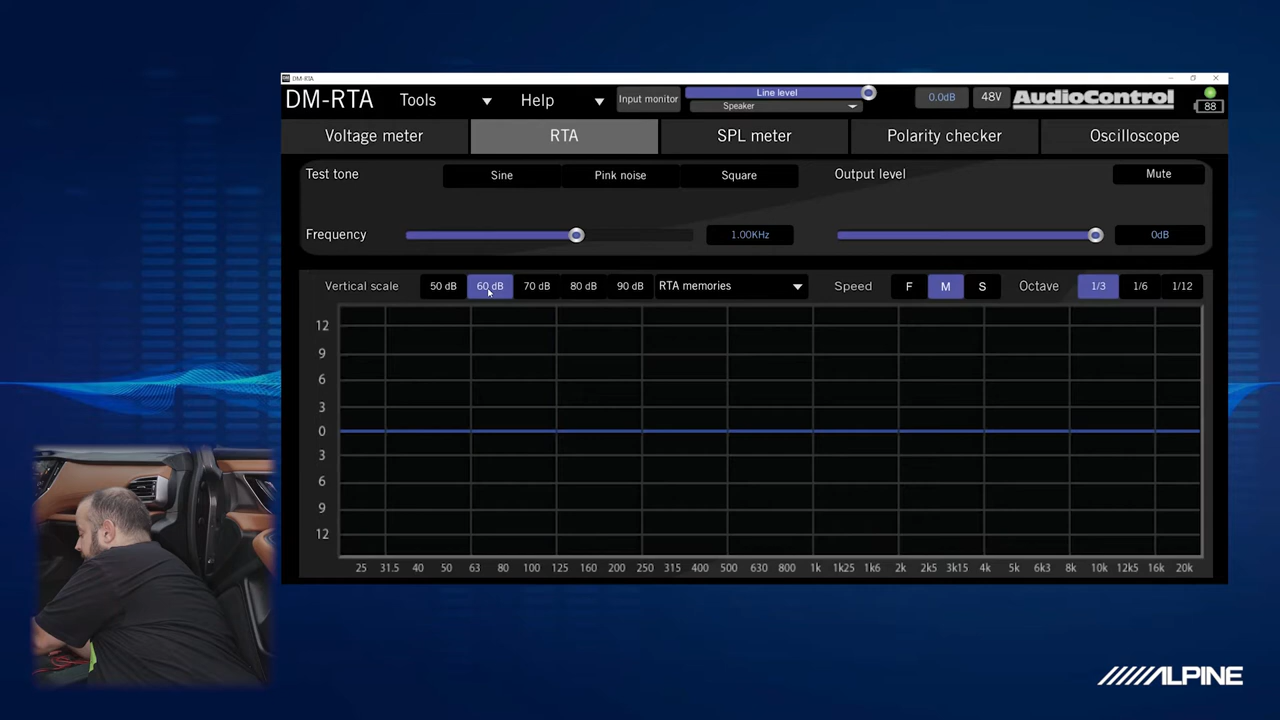 DM-RTA
DM-RTA Tools Help Input monitor Line level 0.0dB 48V AudioControl
Speaker 88
Voltage meter RTA SPL meter Polarity checker Oscilloscope
Test tone Sine Pink noise Square Output level Mute
Frequency 1.00KHz 0dB
Vertical scale 50 dB 60 dB 70 dB 80 dB 90 dB RTA memories Speed F M S Octave 1/3 1/6 1/12
12
9
6
3
0
3
6
9
12
25 31.5 40 50 63 80 100 125 160 200 250 315 400 500 630 800 1k 1k25 1k6 2k 2k5 3k15 4k 5k 6k3 8k 10k 12k5 16k 20k
ALPINE